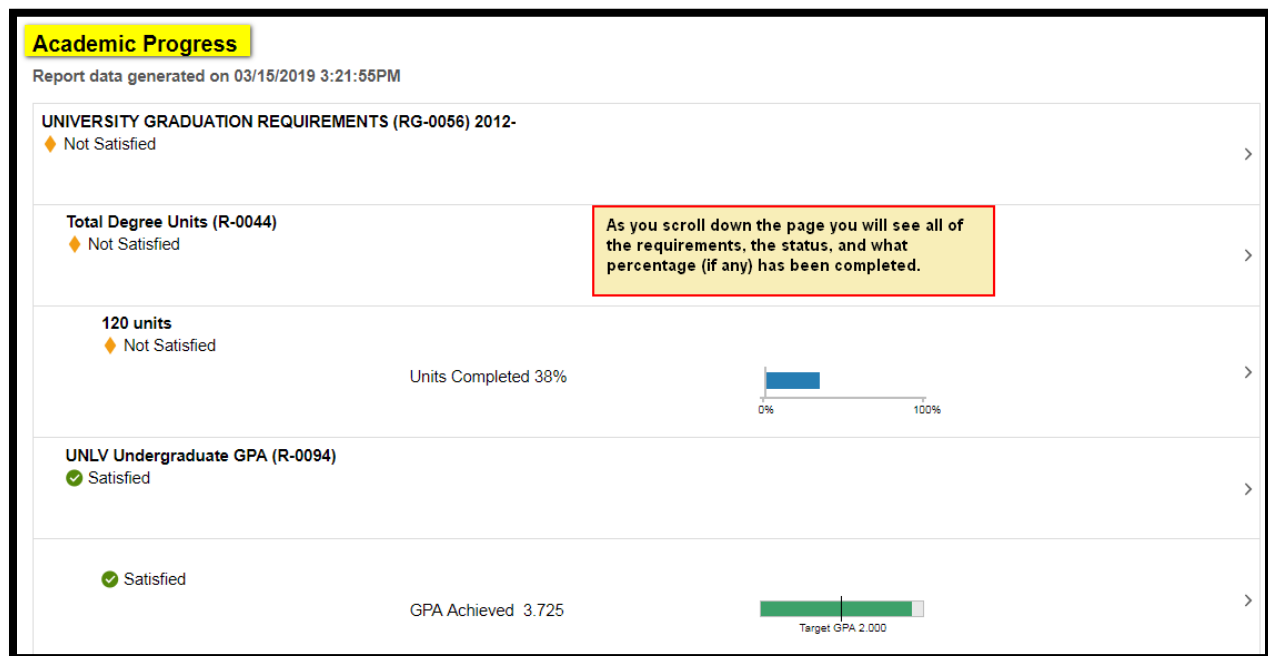 Academic Progress
Report data generated on 03/15/2019 3:21:55PM
UNIVERSITY GRADUATION REQUIREMENTS (RG-0056) 2012-
Not Satisfied
Total Degree Units (R-0044)
Not Satisfied
As you scroll down the page you will see all of
the requirements, the status, and what
percentage (if any) has been completed.
120 units
Not Satisfied
Units Completed 38%
0% 100%
UNLV Undergraduate GPA (R-0094)
Satisfied
Satisfied
GPA Achieved 3.725
Target GPA 2.000